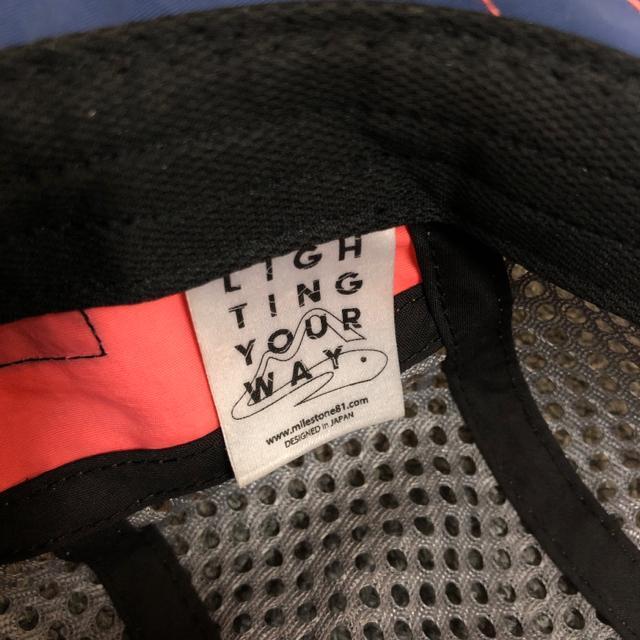 LIGH
TING
YOUR
WAY.
www.milestone81.com
DESIGNED in JAPAN